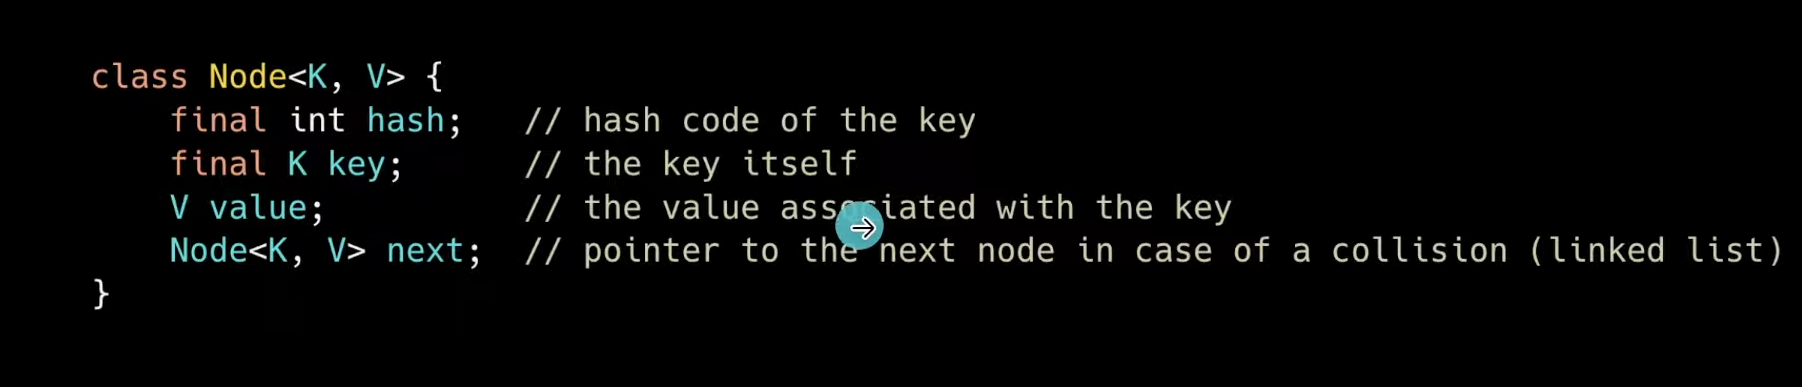 class Node<K, V> {
    final int hash;   // hash code of the key
    final K key;      // the key itself
    V value;          // the value associated with the key
    Node<K, V> next;  // pointer to the next node in case of a collision (linked list)
}